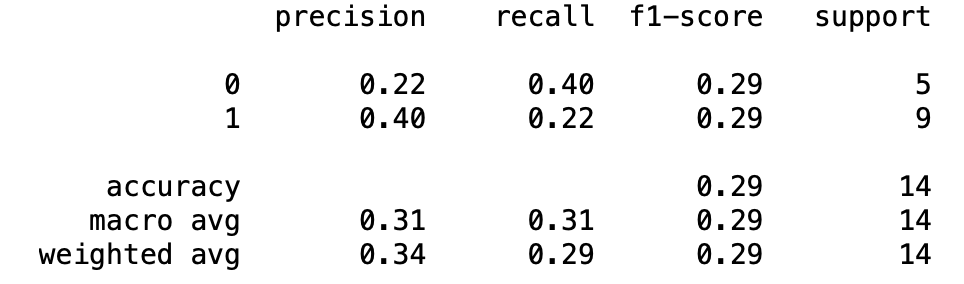 precision recall f1-score support
0 0.22 0.40 0.29 5
1 0.40 0.22 0.29 9
accuracy 0.29 14
macro avg 0.31 0.31 0.29 14
weighted avg 0.34 0.29 0.29 14